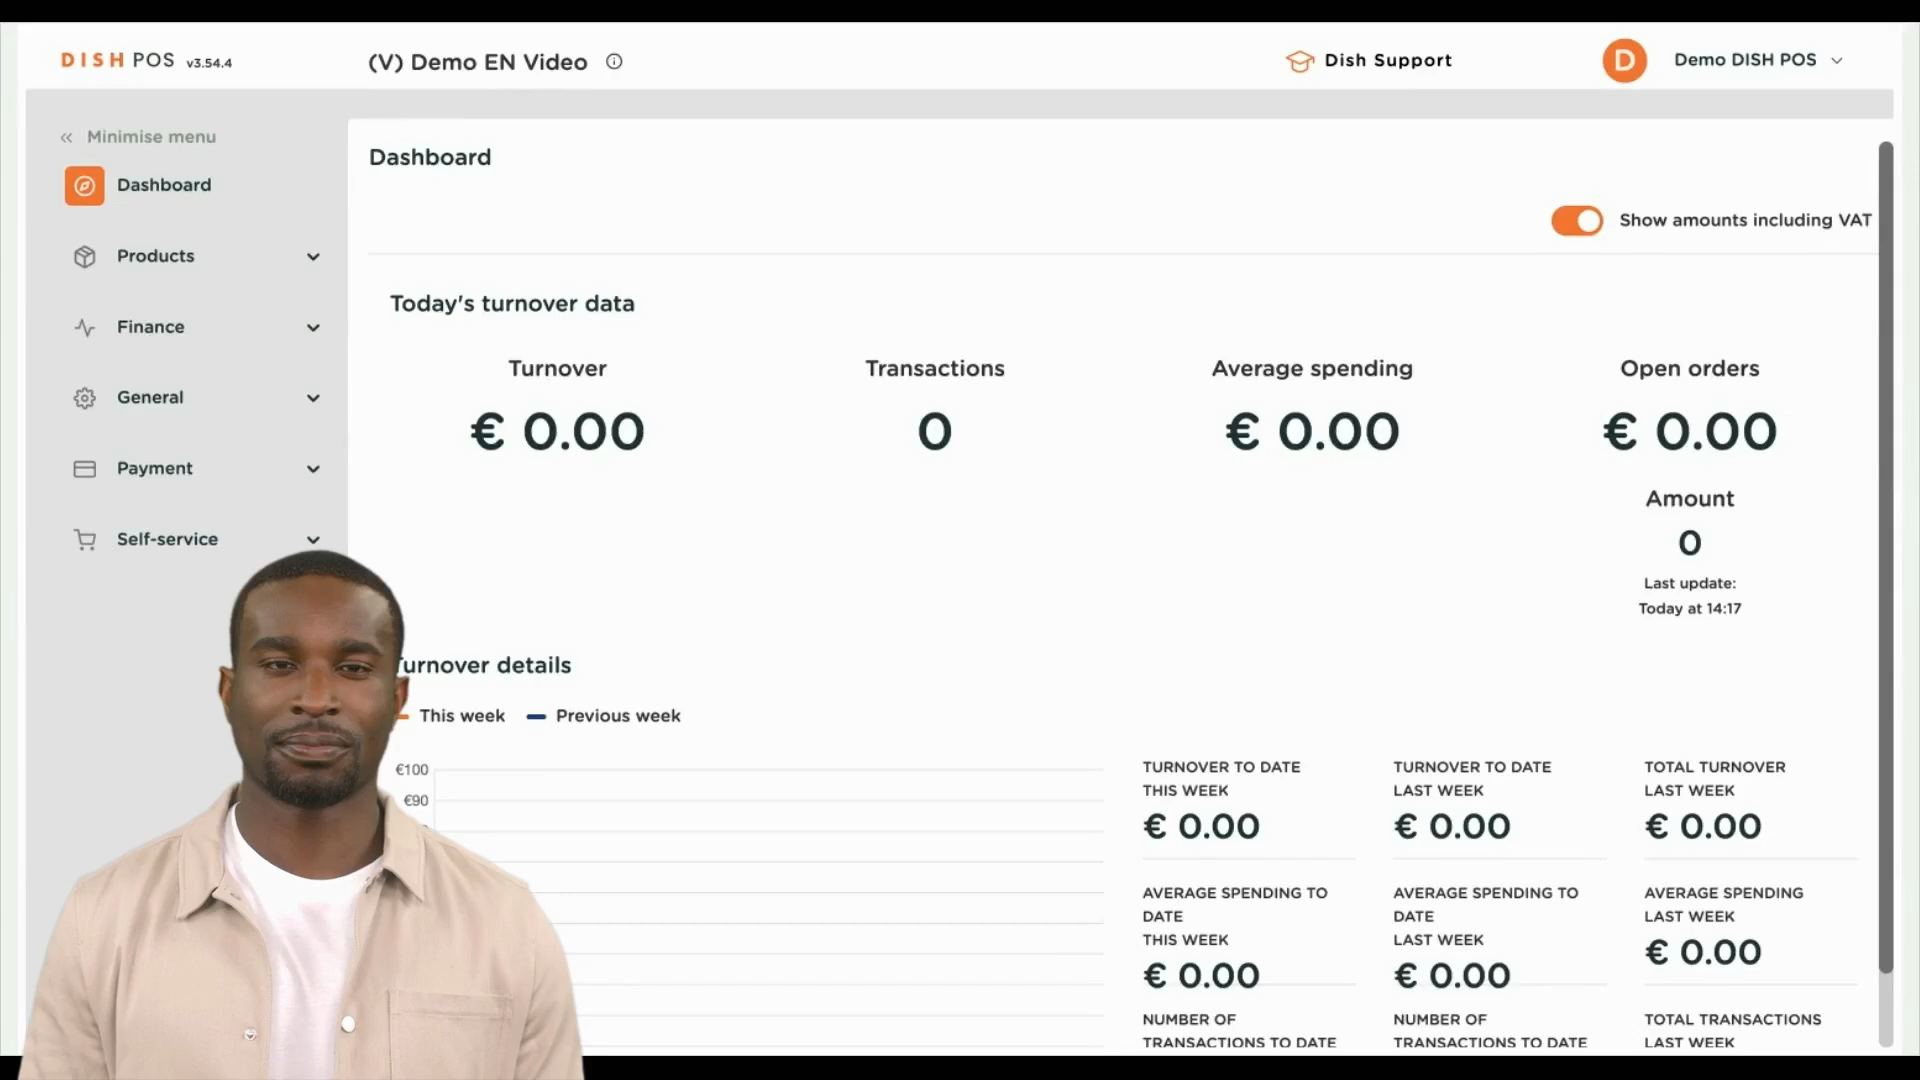 DISH POS v3.54.4
(V) Demo EN Video
Dish Support
D
Demo DISH POS
Minimise menu
Dashboard
Products
Finance
General
Payment
Self-service
Dashboard
Show amounts including VAT
Today's turnover data
Turnover
€ 0.00
Transactions
0
Average spending
€ 0.00
Open orders
€ 0.00
Amount
0
Last update:
Today at 14:17
Turnover details
This week
Previous week
€100
€90
TURNOVER TO DATE
THIS WEEK
€ 0.00
TURNOVER TO DATE
LAST WEEK
€ 0.00
TOTAL TURNOVER
LAST WEEK
€ 0.00
AVERAGE SPENDING TO
DATE
THIS WEEK
€ 0.00
AVERAGE SPENDING TO
DATE
LAST WEEK
€ 0.00
AVERAGE SPENDING
LAST WEEK
€ 0.00
NUMBER OF
TRANSACTIONS TO DATE
NUMBER OF
TRANSACTIONS TO DATE
TOTAL TRANSACTIONS
LAST WEEK